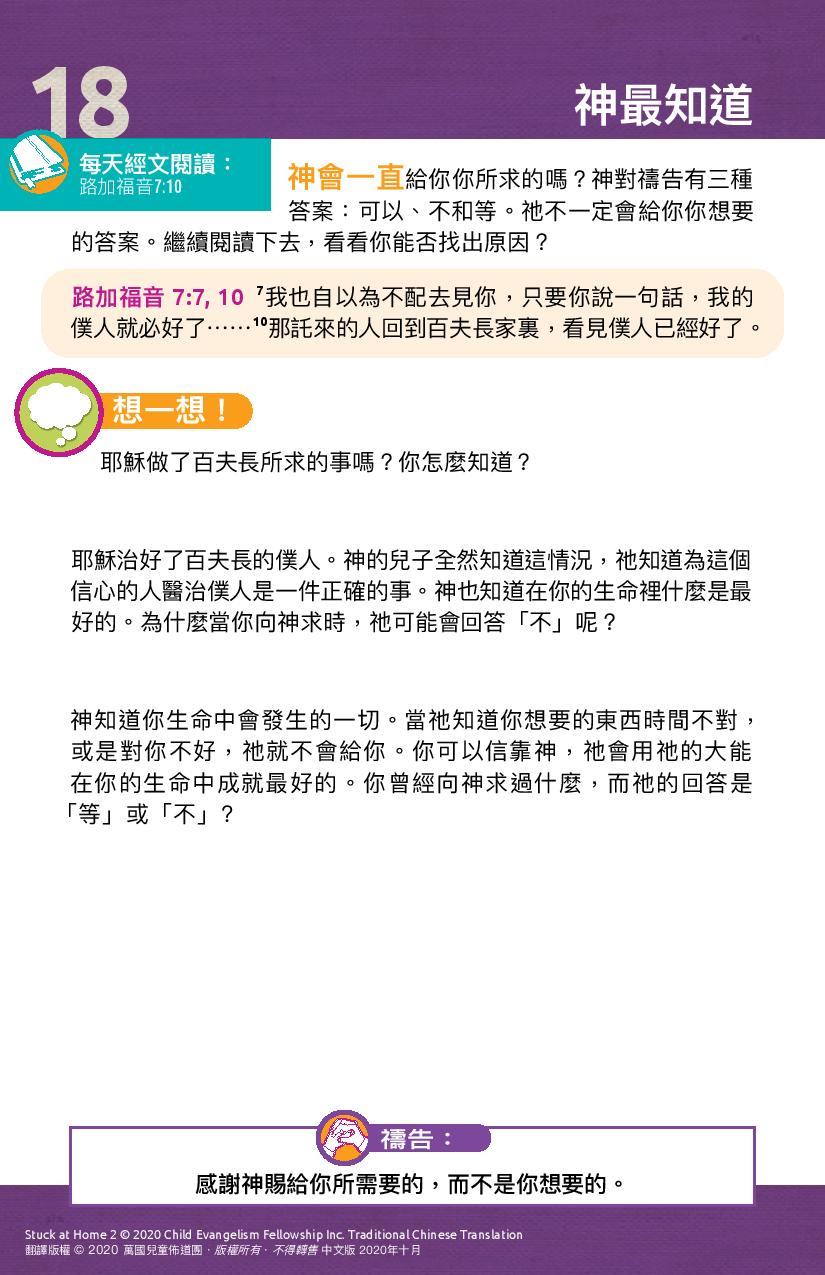 18
神最知道
每天經文閱讀：
路加福音7:10
神會一直給你你所求的嗎？神對禱告有三種
答案：可以、不和等。祂不一定會給你你想要
的答案。繼續閱讀下去，看看你能否找出原因？
路加福音 7:7, 10 ⁷我也自以為不配去見你，只要你說一句話，我的
僕人就必好了⋯⋯¹⁰那託來的人回到百夫長家裏，看見僕人已經好了。
想一想！
耶穌做了百夫長所求的事嗎？你怎麼知道？
耶穌治好了百夫長的僕人。神的兒子全然知道這情況，祂知道為這個
信心的人醫治僕人是一件正確的事。神也知道在你的生命裡什麼是最
好的。為什麼當你向神求時，祂可能會回答「不」呢？
神知道你生命中會發生的一切。當祂知道你想要的東西時間不對，
或是對你不好，祂就不會給你。你可以信靠神，祂會用祂的大能
在你的生命中成就最好的。你曾經向神求過什麼，而祂的回答是
「等」或「不」？
禱告：
感謝神賜給你所需要的，而不是你想要的。
Stuck at Home 2 © 2020 Child Evangelism Fellowship Inc. Traditional Chinese Translation
翻譯版權 © 2020 萬國兒童佈道團．版權所有．不得轉售 中文版 2020年十月